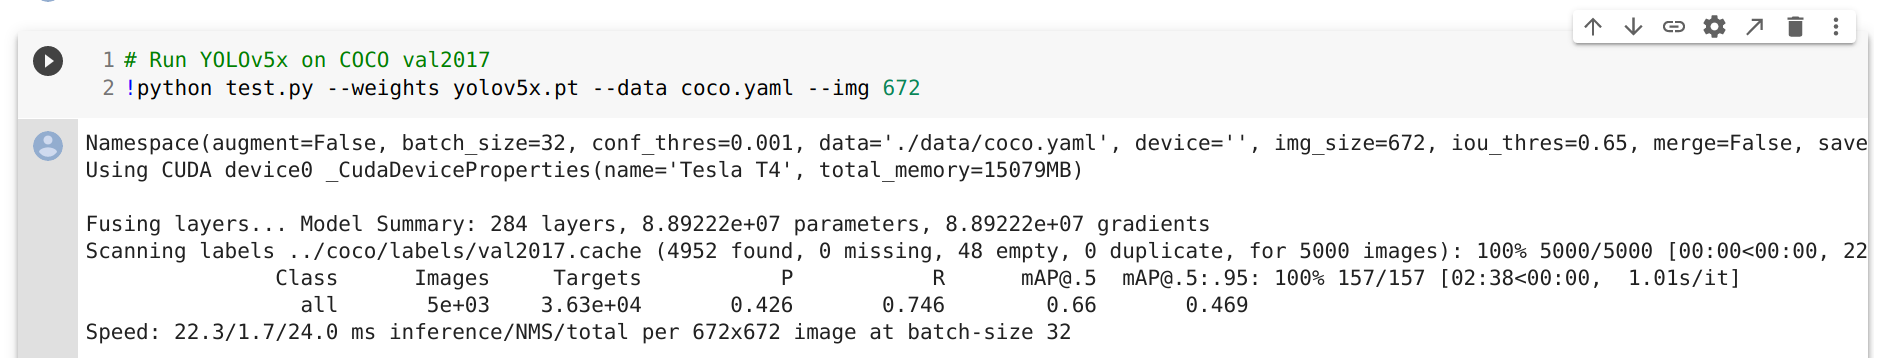 1 # Run YOLOv5x on COCO val2017
2 !python test.py --weights yolov5x.pt --data coco.yaml --img 672
Namespace(augment=False, batch_size=32, conf_thres=0.001, data='./data/coco.yaml', device='', img_size=672, iou_thres=0.65, merge=False, save
Using CUDA device0 _CudaDeviceProperties(name='Tesla T4', total_memory=15079MB)
Fusing layers... Model Summary: 284 layers, 8.89222e+07 parameters, 8.89222e+07 gradients
Scanning labels ../coco/labels/val2017.cache (4952 found, 0 missing, 48 empty, 0 duplicate, for 5000 images): 100% 5000/5000 [00:00<00:00, 22
Class Images Targets P R mAP@.5 mAP@.5:.95: 100% 157/157 [02:38<00:00, 1.01s/it]
all 5e+03 3.63e+04 0.426 0.746 0.66 0.469
Speed: 22.3/1.7/24.0 ms inference/NMS/total per 672x672 image at batch-size 32